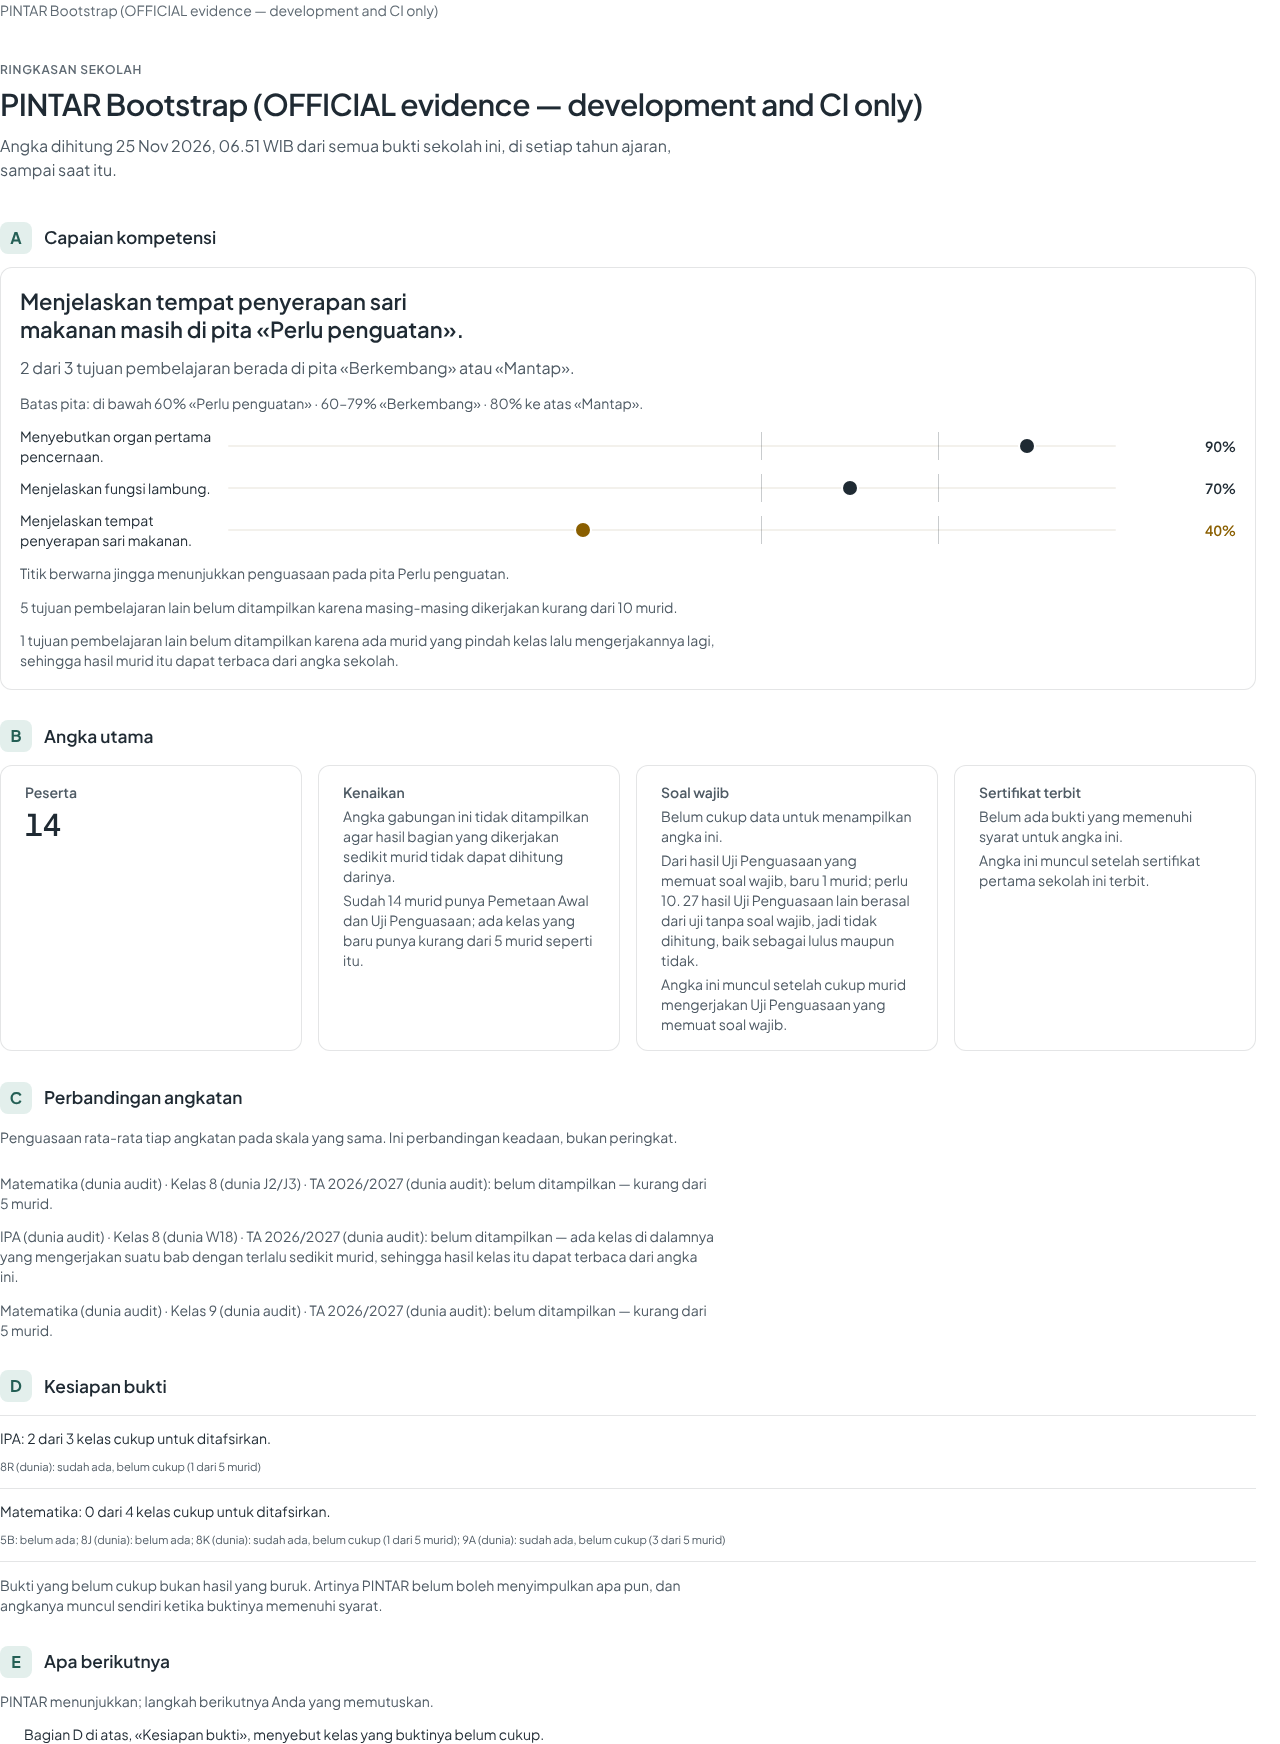 PINTAR Bootstrap (OFFICIAL evidence — development and CI only)
RINGKASAN SEKOLAH
PINTAR Bootstrap (OFFICIAL evidence — development and CI only)
Angka dihitung 25 Nov 2026, 06.51 WIB dari semua bukti sekolah ini, di setiap tahun ajaran,
sampai saat itu.
A Capaian kompetensi
Menjelaskan tempat penyerapan sari
makanan masih di pita «Perlu penguatan».
2 dari 3 tujuan pembelajaran berada di pita «Berkembang» atau «Mantap».
Batas pita: di bawah 60% «Perlu penguatan» · 60–79% «Berkembang» · 80% ke atas «Mantap».
Menyebutkan organ pertama
pencernaan.
90%
Menjelaskan fungsi lambung.
70%
Menjelaskan tempat
penyerapan sari makanan.
40%
Titik berwarna jingga menunjukkan penguasaan pada pita Perlu penguatan.
5 tujuan pembelajaran lain belum ditampilkan karena masing-masing dikerjakan kurang dari 10 murid.
1 tujuan pembelajaran lain belum ditampilkan karena ada murid yang pindah kelas lalu mengerjakannya lagi,
sehingga hasil murid itu dapat terbaca dari angka sekolah.
B Angka utama
Peserta
14
Kenaikan
Angka gabungan ini tidak ditampilkan
agar hasil bagian yang dikerjakan
sedikit murid tidak dapat dihitung
darinya.
Sudah 14 murid punya Pemetaan Awal
dan Uji Penguasaan; ada kelas yang
baru punya kurang dari 5 murid seperti
itu.
Soal wajib
Belum cukup data untuk menampilkan
angka ini.
Dari hasil Uji Penguasaan yang
memuat soal wajib, baru 1 murid; perlu
10. 27 hasil Uji Penguasaan lain berasal
dari uji tanpa soal wajib, jadi tidak
dihitung, baik sebagai lulus maupun
tidak.
Angka ini muncul setelah cukup murid
mengerjakan Uji Penguasaan yang
memuat soal wajib.
Sertifikat terbit
Belum ada bukti yang memenuhi
syarat untuk angka ini.
Angka ini muncul setelah sertifikat
pertama sekolah ini terbit.
C Perbandingan angkatan
Penguasaan rata-rata tiap angkatan pada skala yang sama. Ini perbandingan keadaan, bukan peringkat.
Matematika (dunia audit) · Kelas 8 (dunia J2/J3) · TA 2026/2027 (dunia audit): belum ditampilkan — kurang dari
5 murid.
IPA (dunia audit) · Kelas 8 (dunia W18) · TA 2026/2027 (dunia audit): belum ditampilkan — ada kelas di dalamnya
yang mengerjakan suatu bab dengan terlalu sedikit murid, sehingga hasil kelas itu dapat terbaca dari angka
ini.
Matematika (dunia audit) · Kelas 9 (dunia audit) · TA 2026/2027 (dunia audit): belum ditampilkan — kurang dari
5 murid.
D Kesiapan bukti
IPA: 2 dari 3 kelas cukup untuk ditafsirkan.
8R (dunia): sudah ada, belum cukup (1 dari 5 murid)
Matematika: 0 dari 4 kelas cukup untuk ditafsirkan.
5B: belum ada; 8J (dunia): belum ada; 8K (dunia): sudah ada, belum cukup (1 dari 5 murid); 9A (dunia): sudah ada, belum cukup (3 dari 5 murid)
Bukti yang belum cukup bukan hasil yang buruk. Artinya PINTAR belum boleh menyimpulkan apa pun, dan
angkanya muncul sendiri ketika buktinya memenuhi syarat.
E Apa berikutnya
PINTAR menunjukkan; langkah berikutnya Anda yang memutuskan.
Bagian D di atas, «Kesiapan bukti», menyebut kelas yang buktinya belum cukup.